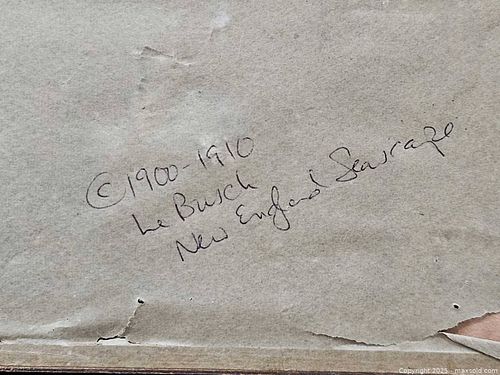 ©1900-1910
Le Busch
New England Seascape
Copyright 2025 - maxsold.com